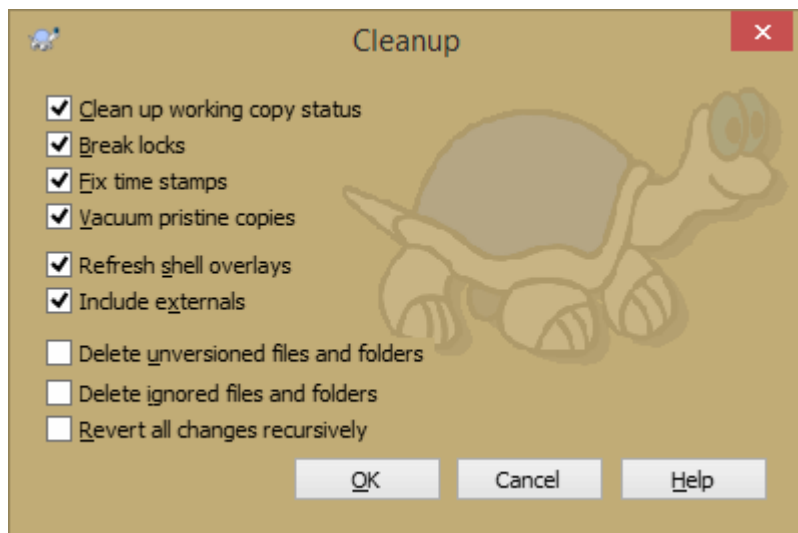 Cleanup
Clean up working copy status
Break locks
Fix time stamps
Vacuum pristine copies
Refresh shell overlays
Include externals
Delete unversioned files and folders
Delete ignored files and folders
Revert all changes recursively
OK Cancel Help